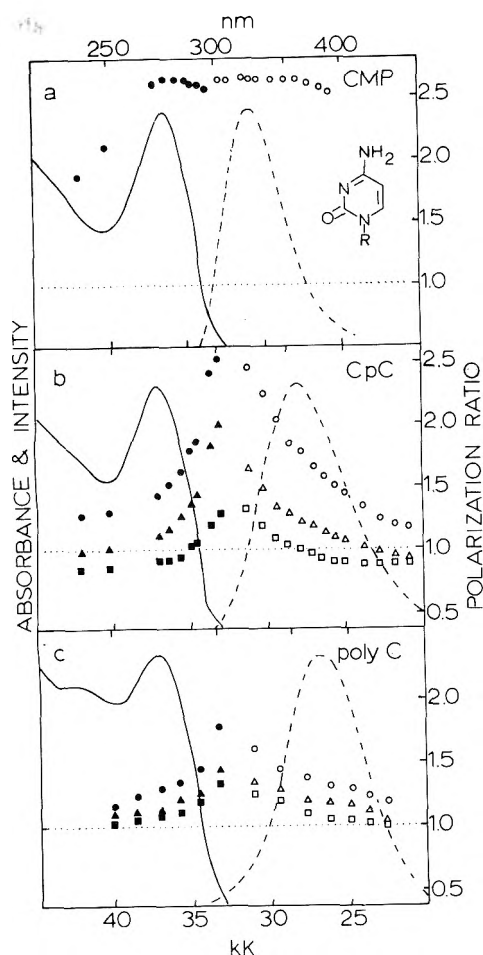 nm
250 300 400
a CMP
2.5
2.0
1.5
1.0
NH2
N
O
N
R
b CpC
2.5
2.0
1.5
1.0
0.5
c poly C
2.0
1.5
1.0
0.5
ABSORBANCE & INTENSITY
POLARIZATION RATIO
40 35 30 25
kK